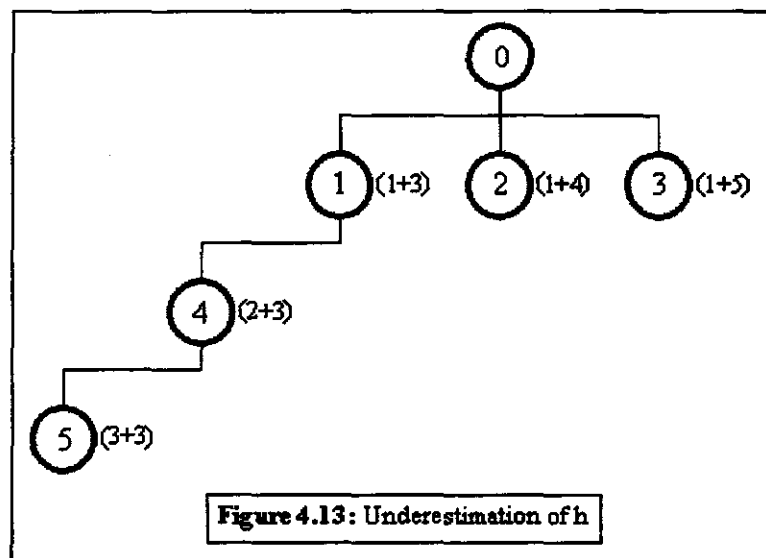 0
1 (1+3) 2 (1+4) 3 (1+5)
4 (2+3)
5 (3+3)
Figure 4.13: Underestimation of h